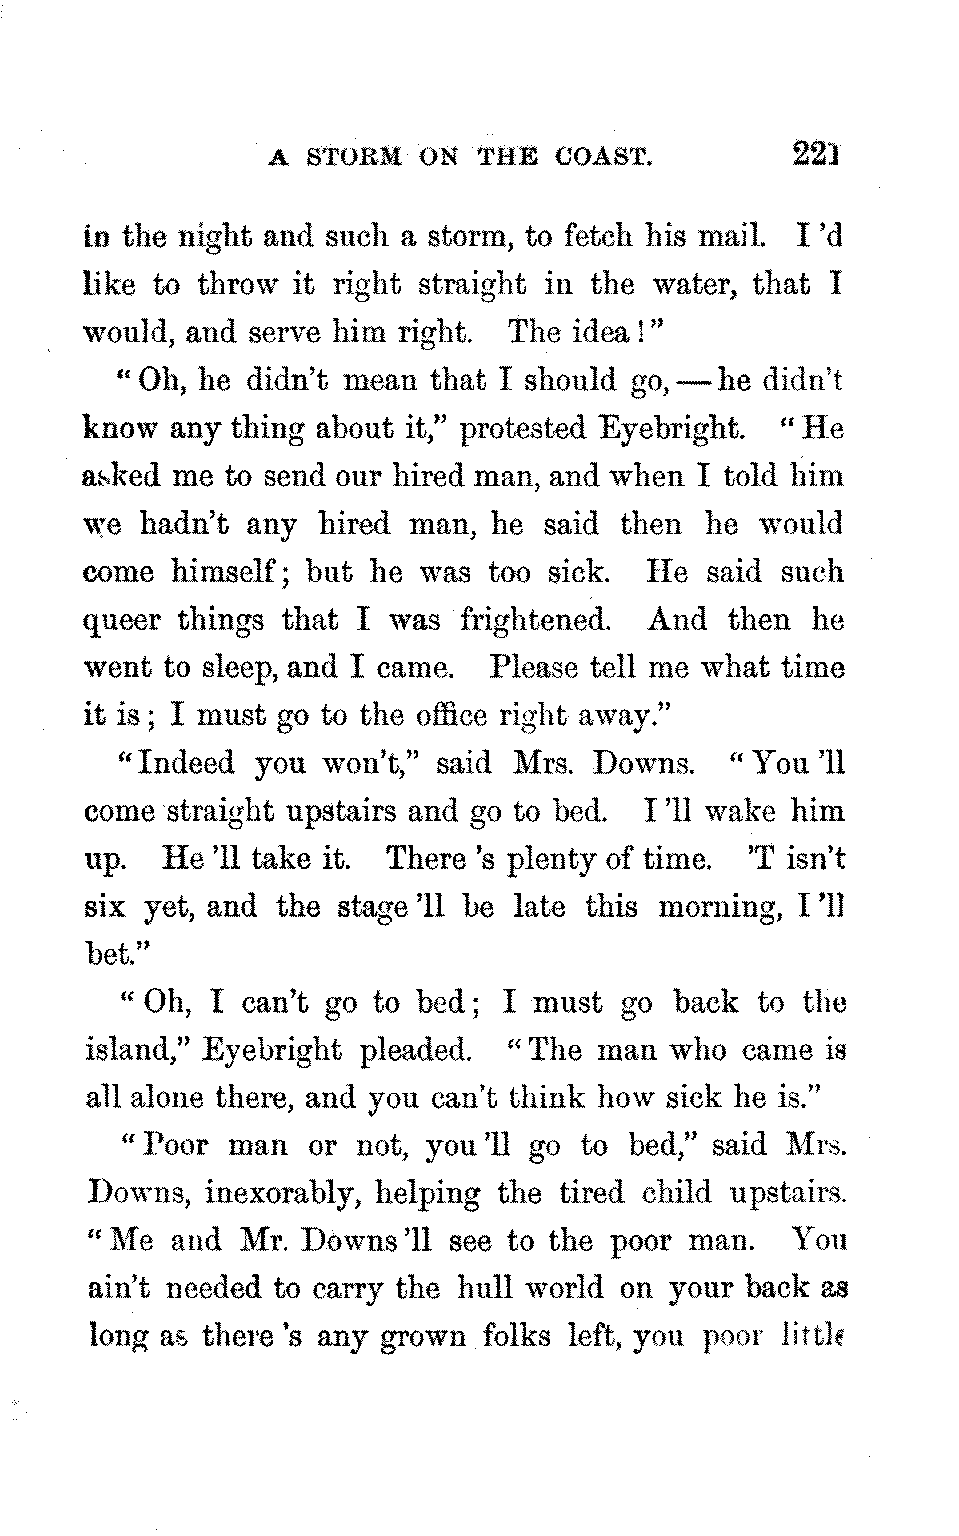 A STORM ON THE COAST. 221
in the night and such a storm, to fetch his mail. I 'd
like to throw it right straight in the water, that I
would, and serve him right. The idea!"
"Oh, he didn't mean that I should go, — he didn't
know any thing about it," protested Eyebright. "He
asked me to send our hired man, and when I told him
we hadn't any hired man, he said then he would
come himself; but he was too sick. He said such
queer things that I was frightened. And then he
went to sleep, and I came. Please tell me what time
it is; I must go to the office right away."
"Indeed you won't," said Mrs. Downs. "You 'll
come straight upstairs and go to bed. I 'll wake him
up. He 'll take it. There 's plenty of time. 'T isn't
six yet, and the stage 'll be late this morning, I 'll
bet."
"Oh, I can't go to bed; I must go back to the
island," Eyebright pleaded. "The man who came is
all alone there, and you can't think how sick he is."
"Poor man or not, you 'll go to bed," said Mrs.
Downs, inexorably, helping the tired child upstairs.
"Me and Mr. Downs 'll see to the poor man. You
ain't needed to carry the hull world on your back as
long as there 's any grown folks left, you poor little